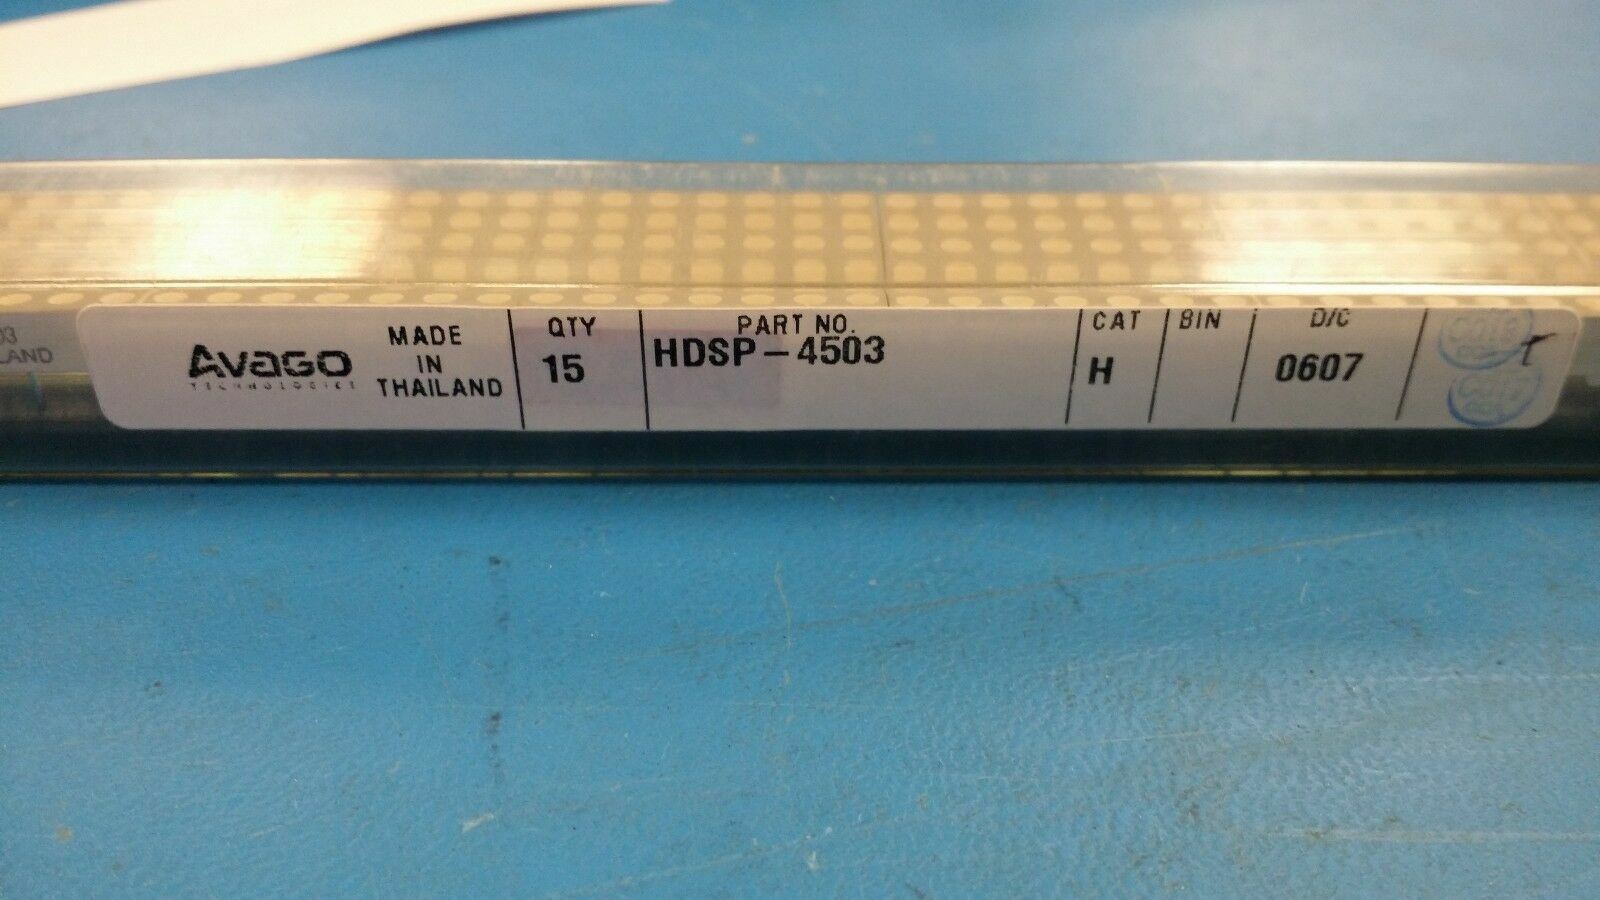 03
LAND
AVAGO
TECHNOLOGIES
MADE
IN
THAILAND
QTY
15
PART NO.
HDSP-4503
CAT
H
BIN
D/C
0607